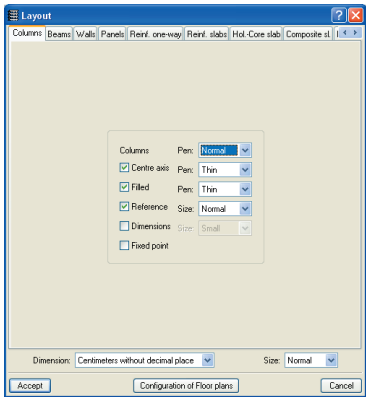 Layout
Columns Beams Walls Panels Reinf. one-way Reinf. slabs Hol.-Core slab Composite sl.
Columns Pen: Normal
Centre axis Pen: Thin
Filled Pen: Thin
Reference Size: Normal
Dimensions Size: Small
Fixed point
Dimension: Centimeters without decimal place Size: Normal
Accept Configuration of Floor plans Cancel